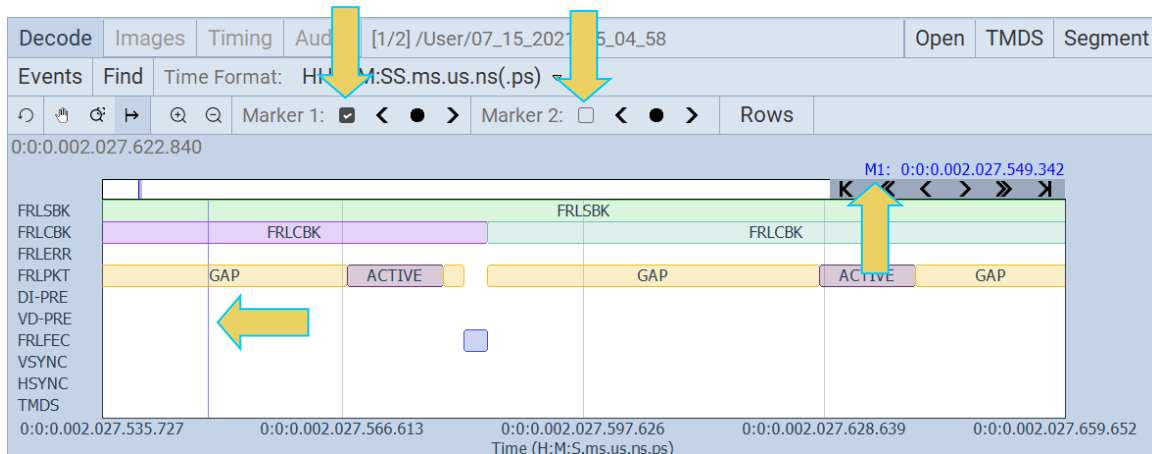 Decode Images Timing Aud [1/2] /User/07_15_2021 5_04_58 Open TMDS Segment
Events Find Time Format: HH M:SS.ms.us.ns(.ps)
Marker 1: Marker 2: Rows
0:0:0.002.027.622.840
M1: 0:0:0.002.027.549.342
FRLSBK FRLSBK
FRLCBK FRLCBK FRLCBK
FRLERR
FRLPKT GAP ACTIVE GAP ACTIVE GAP
DI-PRE
VD-PRE
FRLFEC
VSYNC
HSYNC
TMDS
0:0:0.002.027.535.727 0:0:0.002.027.566.613 0:0:0.002.027.597.626 0:0:0.002.027.628.639 0:0:0.002.027.659.652
Time (H:M:S.ms.us.ns.ps)